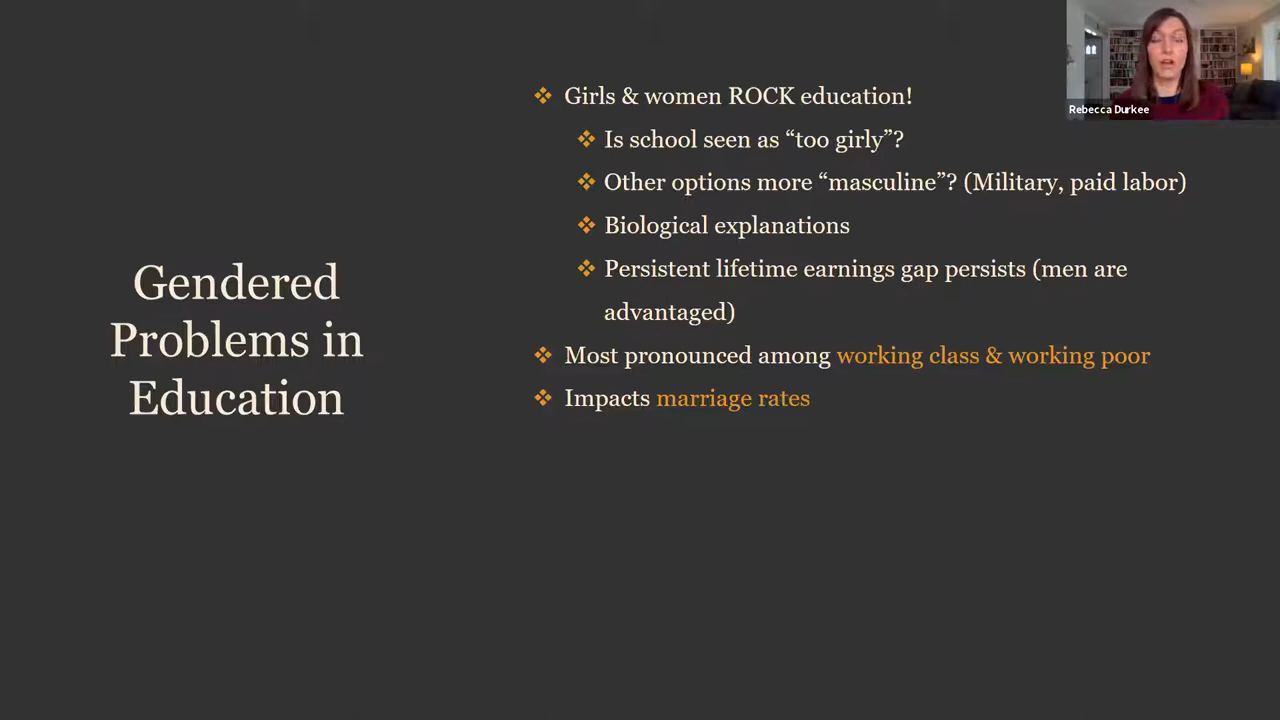 Gendered
Problems in
Education
❖ Girls & women ROCK education!
❖ Is school seen as “too girly”?
❖ Other options more “masculine”? (Military, paid labor)
❖ Biological explanations
❖ Persistent lifetime earnings gap persists (men are
advantaged)
❖ Most pronounced among working class & working poor
❖ Impacts marriage rates
Rebecca Durkee